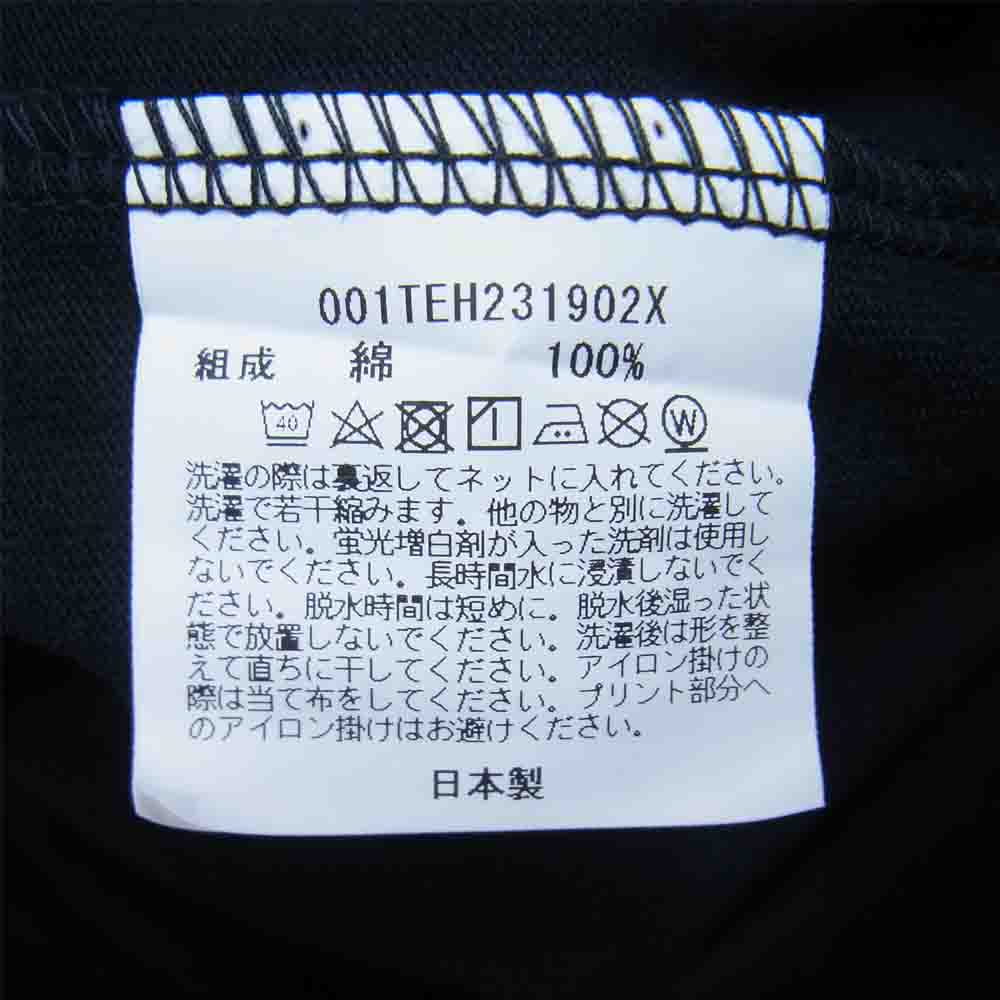 001TEH231902X
組成 綿 100%
40 W
洗濯の際は裏返してネットに入れてください。
洗濯で若干縮みます。他の物と別に洗濯して
ください。蛍光増白剤が入った洗剤は使用し
ないでください。長時間水に浸漬しないでく
ださい。脱水時間は短めに。脱水後湿った状
態で放置しないでください。洗濯後は形を整
えて直ちに干してください。アイロン掛けの
際は当て布をしてください。プリント部分へ
のアイロン掛けはお避けください。
日本製